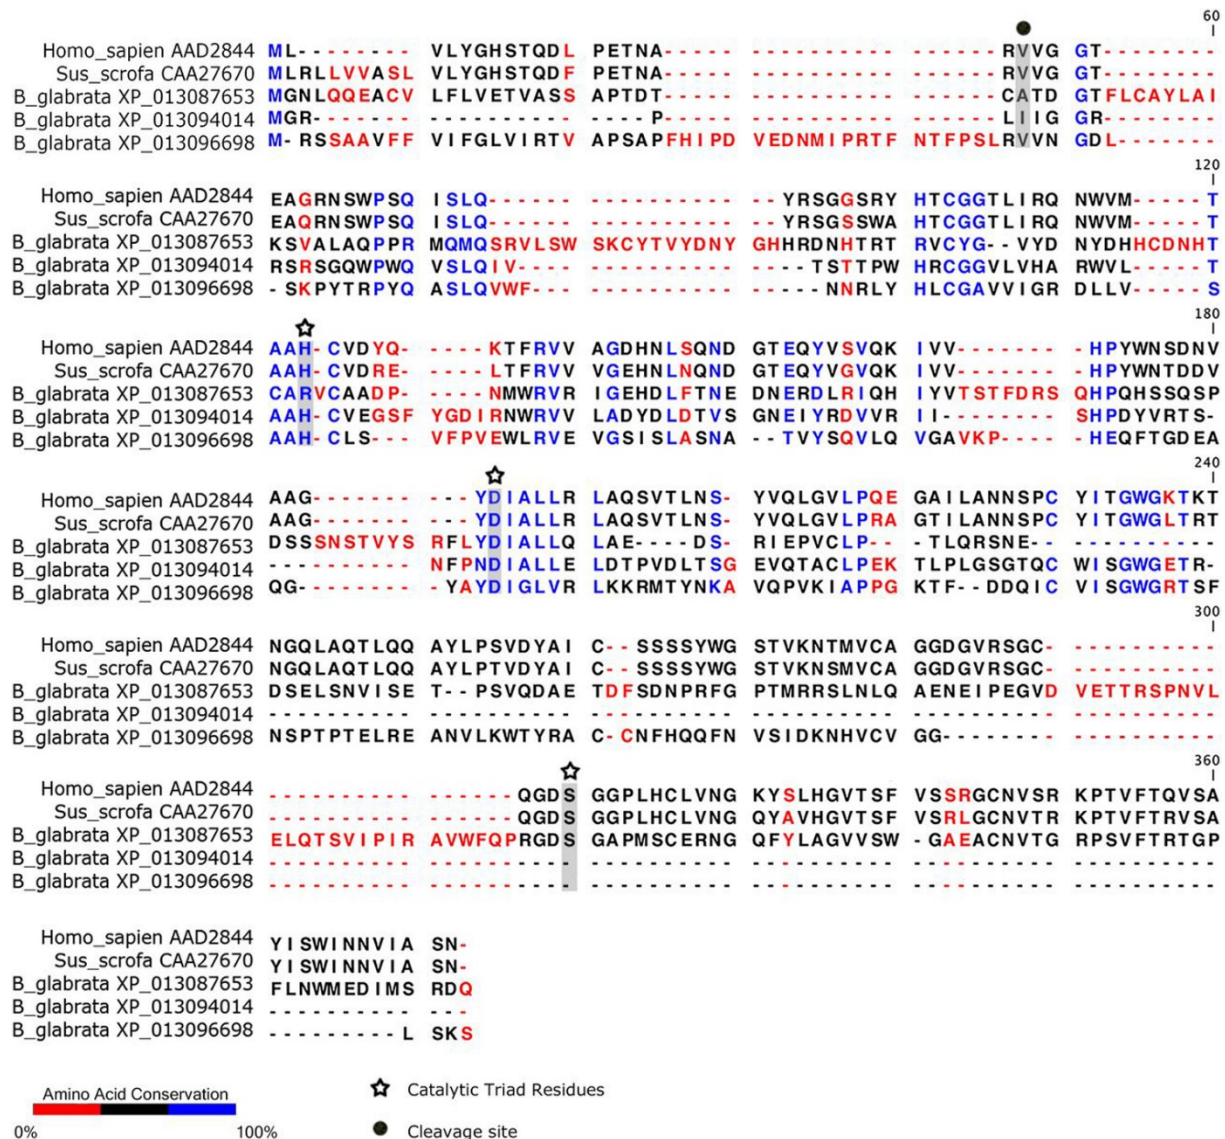 60
Homo_sapien AAD2844 ML-------- VLYGHSTQDL PETNA----- ---------- ------RVVG GT--------
Sus_scrofa CAA27670 MLRLLVVASL VLYGHSTQDF PETNA----- ---------- ------RVVG GT--------
B_glabrata XP_013087653 MGNLQQEACV LFLVETVASS APTDT----- ---------- ------CATD GTFLCAYLAI
B_glabrata XP_013094014 MGR------- ---------- ----P----- ---------- ------LIIG GR--------
B_glabrata XP_013096698 M-RSSAAVFF VIFGLVIRTV APSAPFHIPD VEDNMIPRTF NTFPSLRVVN GDL-------
120
Homo_sapien AAD2844 EAGRNSWPSQ ISLQ------ ---------- --YRSGGSRY HTCGGTLIRQ NWVM-----T
Sus_scrofa CAA27670 EAQRNSWPSQ ISLQ------ ---------- --YRSGSSWA HTCGGTLIRQ NWVM-----T
B_glabrata XP_013087653 KSVALAQPPR MQMQSRVLSW SKCYTVYDNY GHHRDNHTRT RVCYG--VYD NYDHHCDNHT
B_glabrata XP_013094014 RSRSGQWPWQ VSLQIV---- ---------- ----TSTTPW HRCGGVLVHA RWVL-----T
B_glabrata XP_013096698 -SKPYTRPYQ ASLQVWF--- ---------- -----NNRLY HLCGAVVIGR DLLV-----S
180
Homo_sapien AAD2844 AAH-CVDYQ- ----KTFRVV AGDHNLSQND GTEQYVSVQK IVV------- -HPYWNSDNV
Sus_scrofa CAA27670 AAH-CVDRE- ----LTFRVV VGEHNLNQND GTEQYVGVQK IVV------- -HPYWNTDDV
B_glabrata XP_013087653 CARVCAADP- ----NMWRVR IGEHDLFTNE DNERDLRIQH IYVTSTFDRS QHPQHSSQSP
B_glabrata XP_013094014 AAH-CVEGSF YGDIRNWRVV LADYDLDTVS GNEIYRDVVR II-------- SHPDYVRTS-
B_glabrata XP_013096698 AAH-CLS--- VFPVEWLRVE VGSISLASNA --TVYSQVLQ VGAVKP---- -HEQFTGDEA
240
Homo_sapien AAD2844 AAG------- ---YDIALLR LAQSVTLNS- YVQLGVLPQE GAILANNSPC YITGWGKTKT
Sus_scrofa CAA27670 AAG------- ---YDIALLR LAQSVTLNS- YVQLGVLPRA GTILANNSPC YITGWGLTRT
B_glabrata XP_013087653 DSSSNSTVYS RFLYDIALLQ LAE----DS- RIEPVCLP-- -TLQRSNE-- ----------
B_glabrata XP_013094014 ---------- NFPNDIALLE LDTPVDLTSG EVQTACLPEK TLPLGSGTQC WISGWGETR-
B_glabrata XP_013096698 QG-------- --YAYDIGLVR LKKRMTYNKA VQPVKIAPPG KTF--DDQIC VISGWGRTSF
300
Homo_sapien AAD2844 NGQLAQTLQQ AYLPSVDYAI C--SSSSYWG STVKNTMVCA GGDGVRSGC- ----------
Sus_scrofa CAA27670 NGQLAQTLQQ AYLPTVDYAI C--SSSSYWG STVKNSMVCA GGDGVRSGC- ----------
B_glabrata XP_013087653 DSELSNVISE T--PSVQDAE TDFSDNPRFG PTMRRSLNLQ AENEIPEGVD VETTRSPNVL
B_glabrata XP_013094014 ---------- ---------- ---------- ---------- ---------- ----------
B_glabrata XP_013096698 NSPTPTELRE ANVLKWTYRA C-CNFHQQFN VSIDKNHVCV GG-------- ----------
360
Homo_sapien AAD2844 ---------- ------QGDS GGPLHCLVNG KYSLHGVTSF VSSRGCNVSR KPTVFTQVSA
Sus_scrofa CAA27670 ---------- ------QGDS GGPLHCLVNG QYAVHGVTSF VSRLGCNVTR KPTVFTRVSA
B_glabrata XP_013087653 ELQTSVIPIR AVWFQPRGDS GAPMSCERNG QFYLAGVVSW -GAEACNVTG RPSVFTRTGP
B_glabrata XP_013094014 ---------- ---------- ---------- ---------- ---------- ----------
B_glabrata XP_013096698 ---------- ---------- ---------- ---------- ---------- ----------
Homo_sapien AAD2844 YISWINNVIA SN-
Sus_scrofa CAA27670 YISWINNVIA SN-
B_glabrata XP_013087653 FLNWMEDIMS RDQ
B_glabrata XP_013094014 ---------- ---
B_glabrata XP_013096698 ---------L SKS
Amino Acid Conservation
0% 100%
Catalytic Triad Residues
Cleavage site